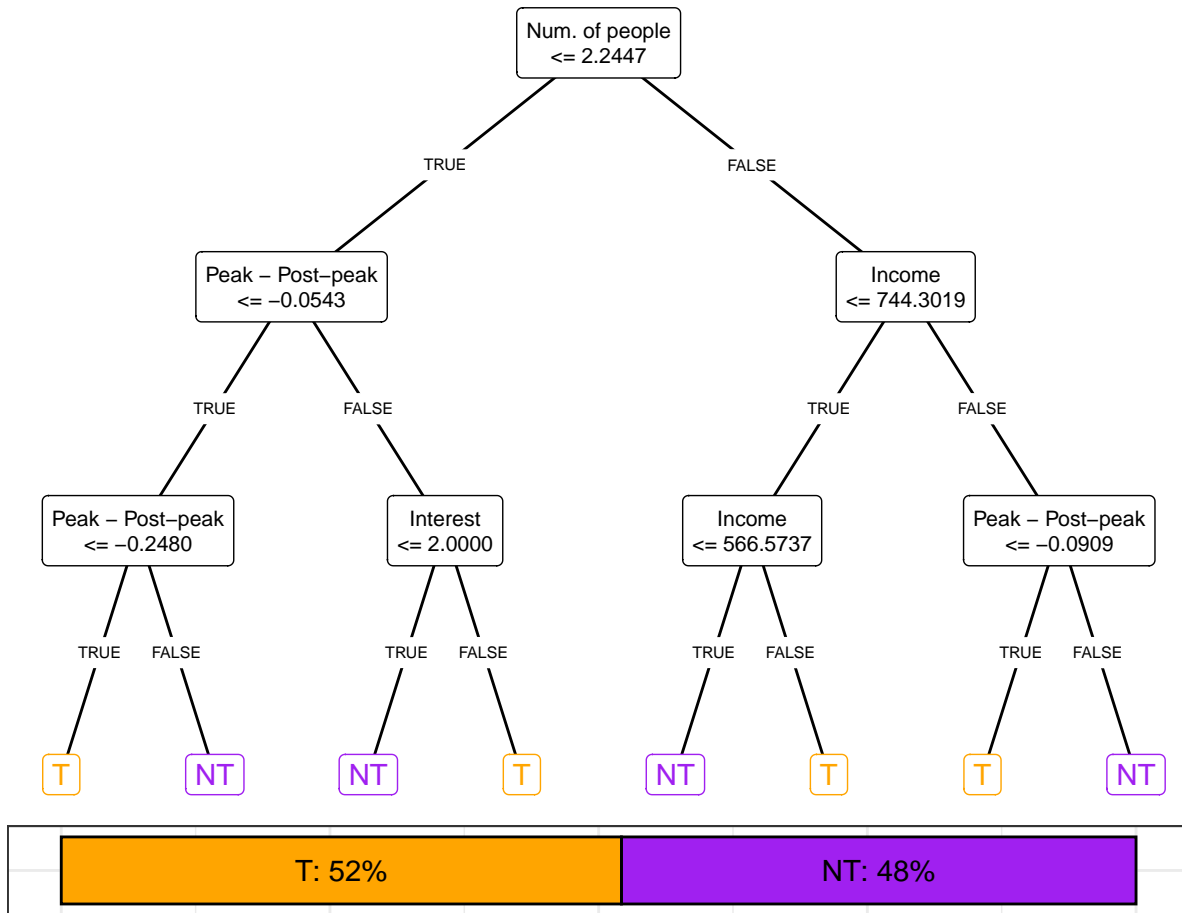 Num. of people
<= 2.2447
TRUE
FALSE
Peak − Post−peak
<= −0.0543
Income
<= 744.3019
TRUE
FALSE
TRUE
FALSE
Peak − Post−peak
<= −0.2480
Interest
<= 2.0000
Income
<= 566.5737
Peak − Post−peak
<= −0.0909
TRUE
FALSE
TRUE
FALSE
TRUE
FALSE
TRUE
FALSE
T
NT
NT
T
NT
T
T
NT
T: 52%
NT: 48%